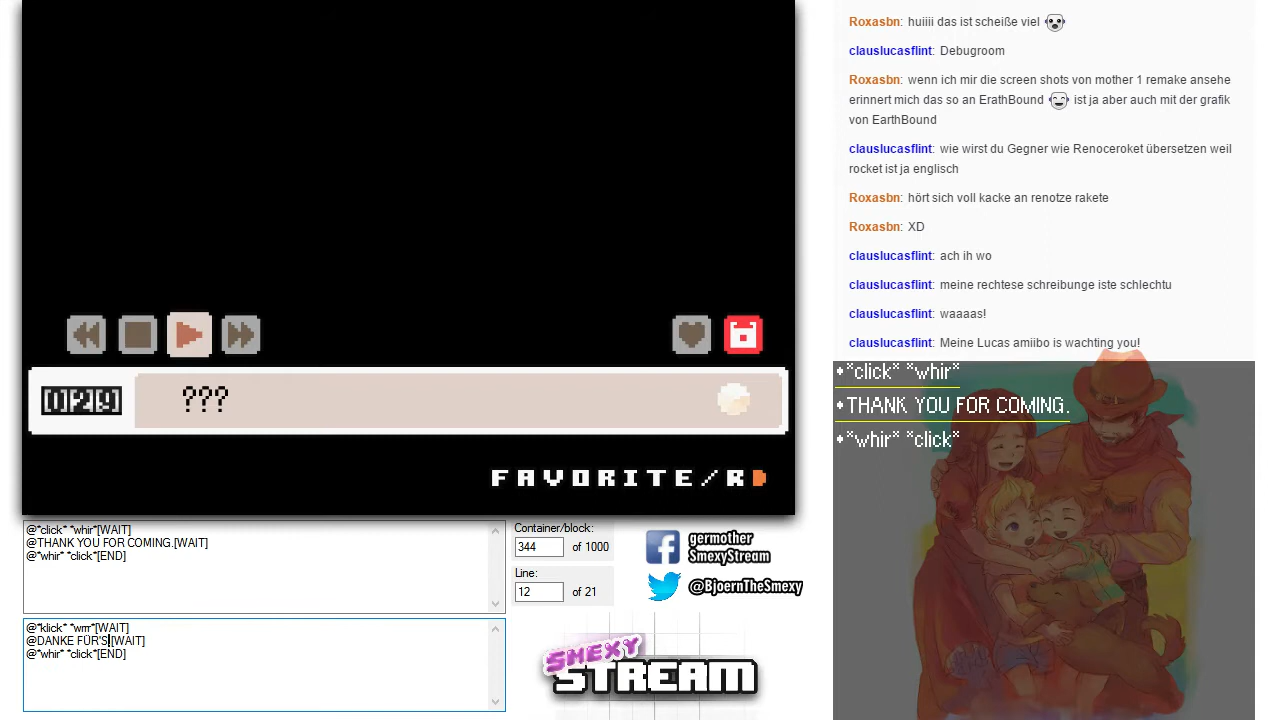 Roxasbn: huiiii das ist scheiße viel
clauslucasflint: Debugroom
Roxasbn: wenn ich mir die screen shots von mother 1 remake ansehe
erinnert mich das so an ErathBound ist ja aber auch mit der grafik
von EarthBound
clauslucasflint: wie wirst du Gegner wie Renoceroket übersetzen weil
rocket ist ja englisch
Roxasbn: hört sich voll kacke an renotze rakete
Roxasbn: XD
clauslucasflint: ach ih wo
clauslucasflint: meine rechtese schreibunge iste schlechtu
clauslucasflint: waaaas!
clauslucasflint: Meine Lucas amiibo is wachting you!
[029] ???
FAVORITE/R
•*click* *whir*
•THANK YOU FOR COMING.
•*whir* *click*
@*click* *whir*[WAIT]
@THANK YOU FOR COMING.[WAIT]
@*whir* *click*[END]
Container/block:
344 of 1000
Line:
12 of 21
germother
SmexyStream
@BjoernTheSmexy
@*klick* *wrrr*[WAIT]
@DANKE FÜR'S[WAIT]
@*whir* *click*[END]
SMEXY
STREAM